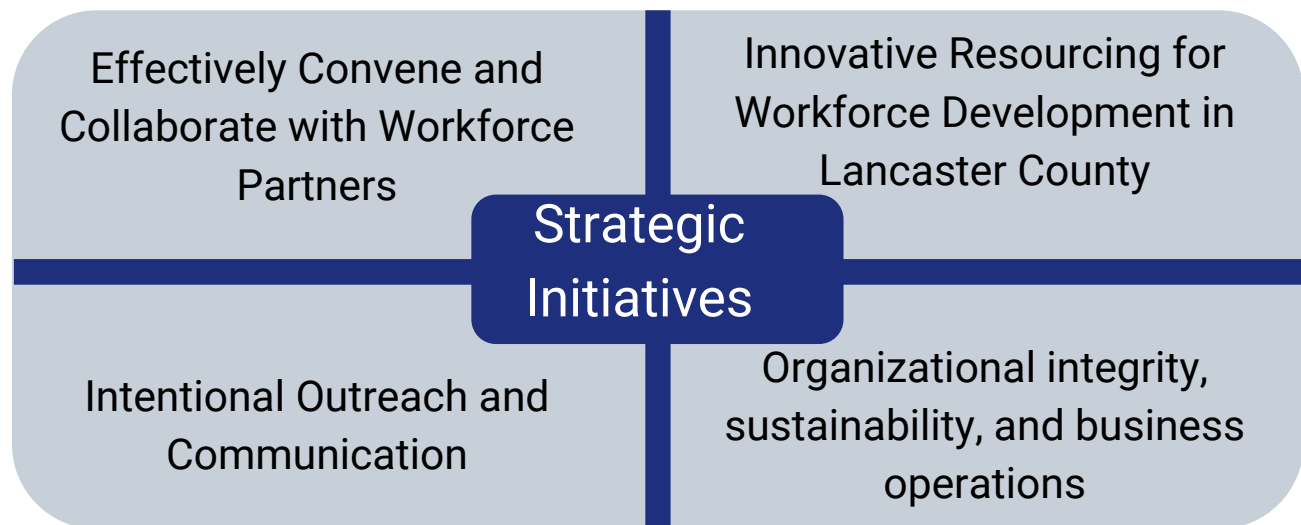 Effectively Convene and
Collaborate with Workforce
Partners
Innovative Resourcing for
Workforce Development in
Lancaster County
Strategic
Initiatives
Intentional Outreach and
Communication
Organizational integrity,
sustainability, and business
operations